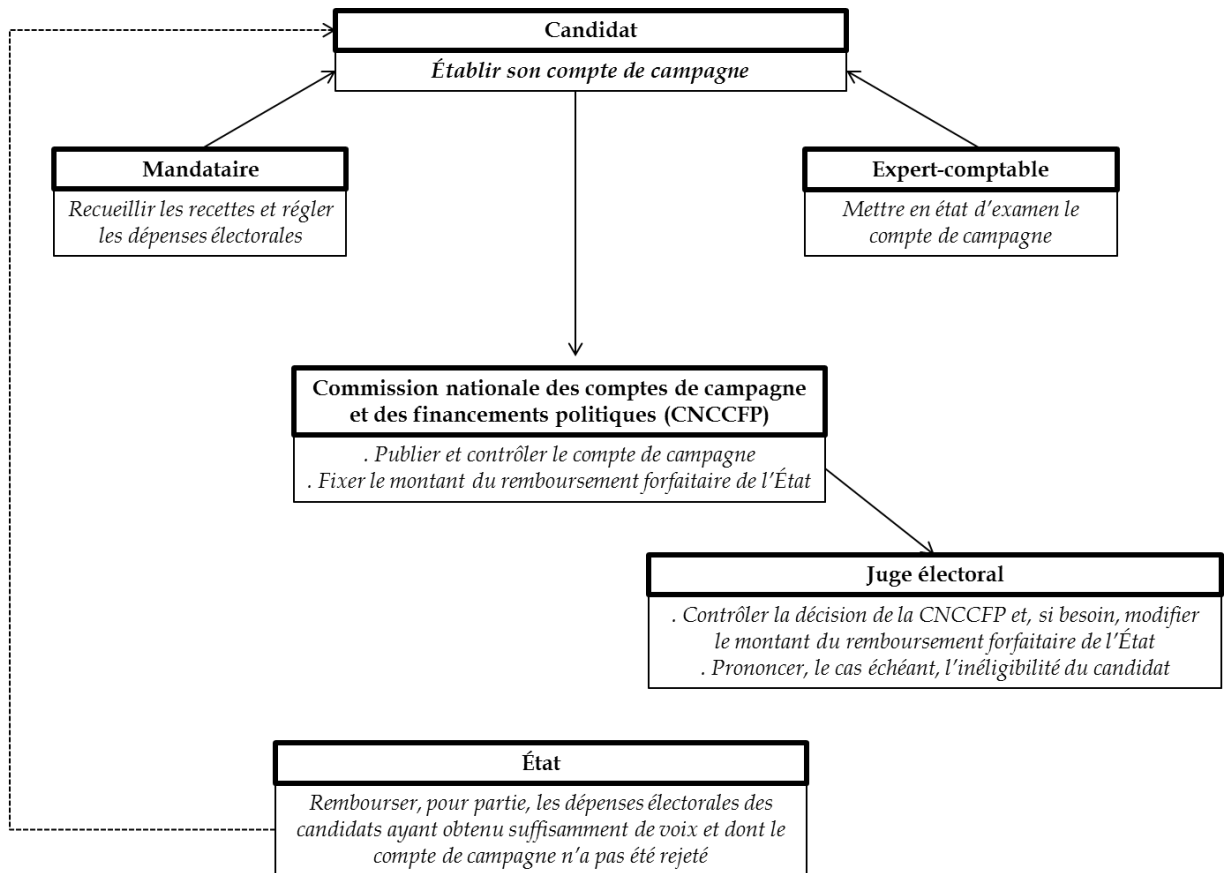 Candidat
Établir son compte de campagne
Mandataire
Recueillir les recettes et régler
les dépenses électorales
Expert-comptable
Mettre en état d’examen le
compte de campagne
Commission nationale des comptes de campagne
et des financements politiques (CNCCFP)
. Publier et contrôler le compte de campagne
. Fixer le montant du remboursement forfaitaire de l’État
Juge électoral
. Contrôler la décision de la CNCCFP et, si besoin, modifier
le montant du remboursement forfaitaire de l’État
. Prononcer, le cas échéant, l’inéligibilité du candidat
État
Rembourser, pour partie, les dépenses électorales des
candidats ayant obtenu suffisamment de voix et dont le
compte de campagne n’a pas été rejeté